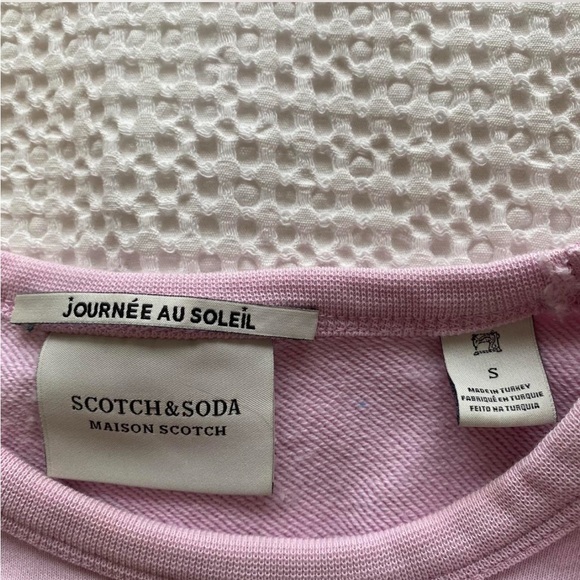 JOURNÉE AU SOLEIL
SCOTCH&SODA
MAISON SCOTCH
S
MADE IN TURKEY
FABRIQUÉ EN TURQUIE
FEITO NA TURQUIA